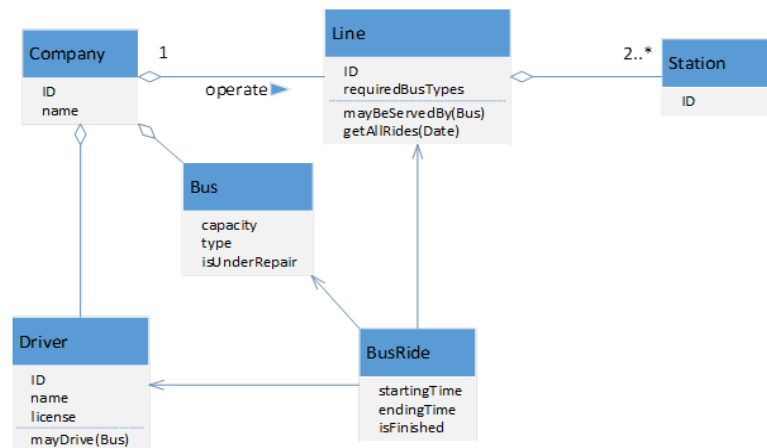 Company
ID
name
1
operate
Line
ID
requiredBusTypes
mayBeServedBy(Bus)
getAllRides(Date)
2..*
Station
ID
Bus
capacity
type
isUnderRepair
Driver
ID
name
license
mayDrive(Bus)
BusRide
startingTime
endingTime
isFinished